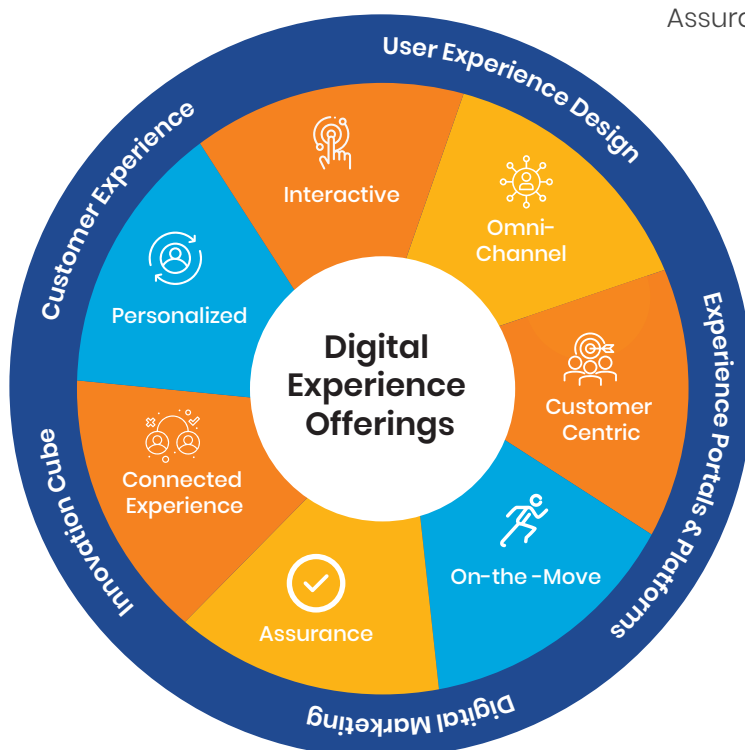 Assura
User Experience Design
Customer Experience
Interactive
Omni-
Channel
Personalized
Digital
Experience
Offerings
Customer
Centric
Experience Portals & Platforms
Connected
Experience
On-the -Move
Innovation Cube
Assurance
Digital Marketing